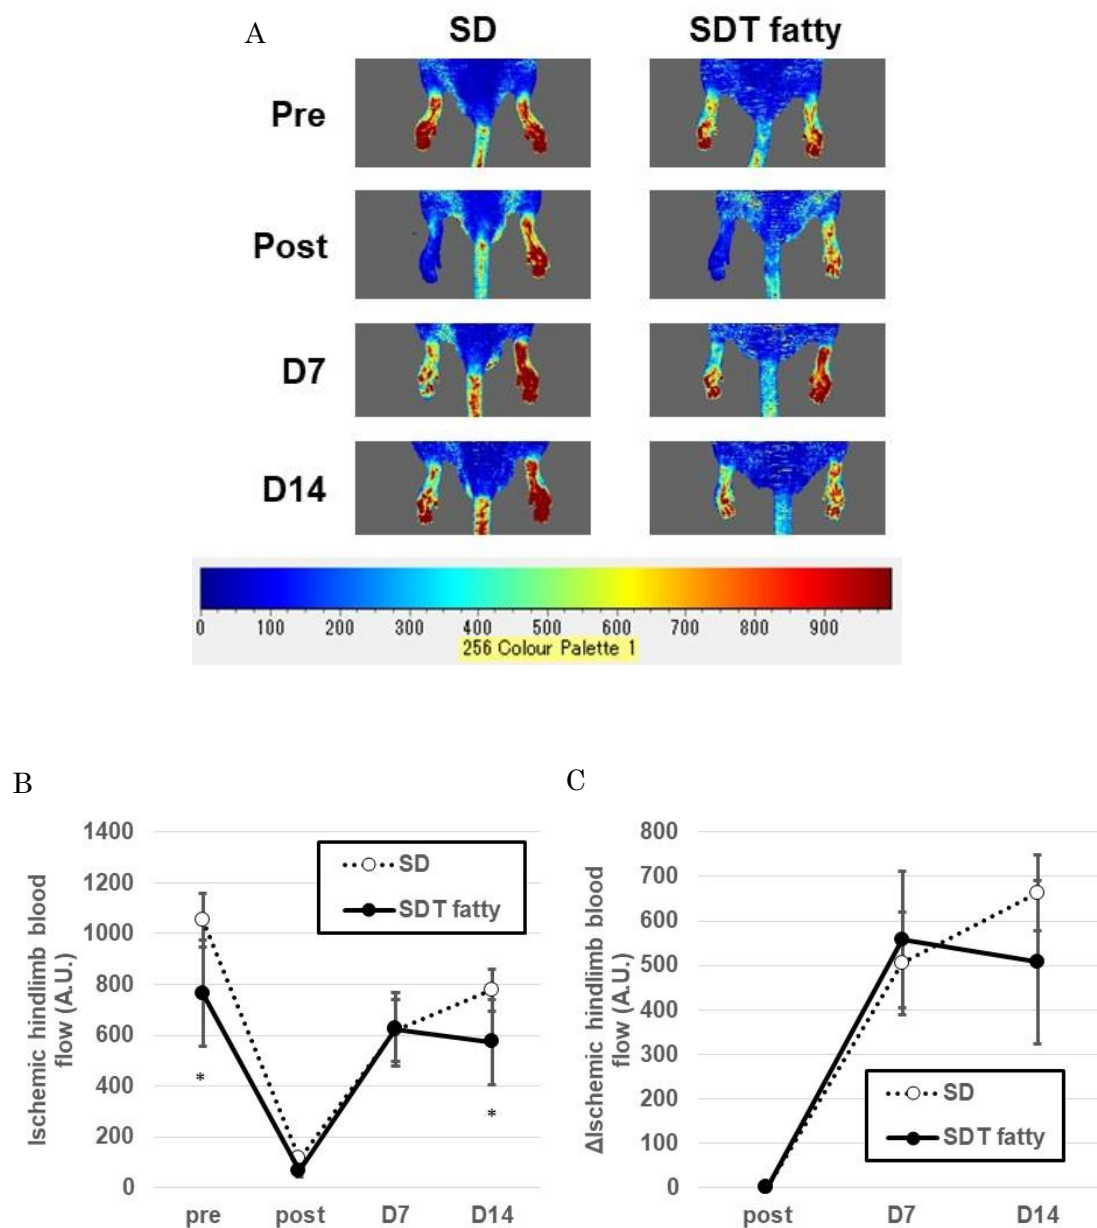 A
SD SDT fatty
Pre
Post
D7
D14
0 100 200 300 400 500 600 700 800 900
256 Colour Palette 1
B
Ischemic hindlimb blood
flow (A.U.)
1400
1200
1000
800
600
400
200
0
SD
SDT fatty
*
*
pre post D7 D14
C
ΔIschemic hindlimb blood
flow (A.U.)
800
700
600
500
400
300
200
100
0
SD
SDT fatty
post D7 D14